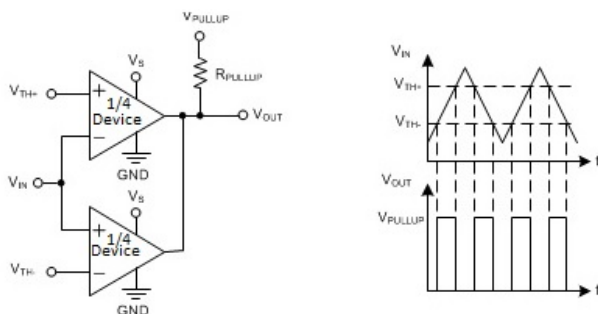 VPULLUP
VS
RPULLLUP
VTH+
+
1/4
Device
−
VOUT
GND
VIN
VS
+
1/4
Device
−
VTH-
GND
VIN
VTH+
VTH-
t
VOUT
VPULLUP
t